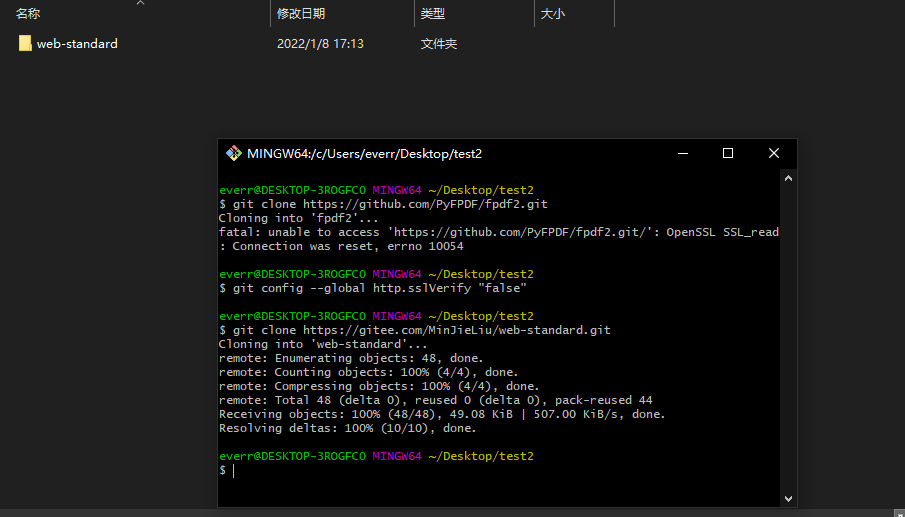 名称 修改日期 类型 大小
web-standard 2022/1/8 17:13 文件夹
MINGW64:/c/Users/everr/Desktop/test2
everr@DESKTOP-3ROGFCO MINGW64 ~/Desktop/test2
$ git clone https://github.com/PyFPDF/fpdf2.git
Cloning into 'fpdf2'...
fatal: unable to access 'https://github.com/PyFPDF/fpdf2.git/': OpenSSL SSL_read
: Connection was reset, errno 10054
everr@DESKTOP-3ROGFCO MINGW64 ~/Desktop/test2
$ git config --global http.sslVerify "false"
everr@DESKTOP-3ROGFCO MINGW64 ~/Desktop/test2
$ git clone https://gitee.com/MinJieLiu/web-standard.git
Cloning into 'web-standard'...
remote: Enumerating objects: 48, done.
remote: Counting objects: 100% (4/4), done.
remote: Compressing objects: 100% (4/4), done.
remote: Total 48 (delta 0), reused 0 (delta 0), pack-reused 44
Receiving objects: 100% (48/48), 49.08 KiB | 507.00 KiB/s, done.
Resolving deltas: 100% (10/10), done.
everr@DESKTOP-3ROGFCO MINGW64 ~/Desktop/test2
$